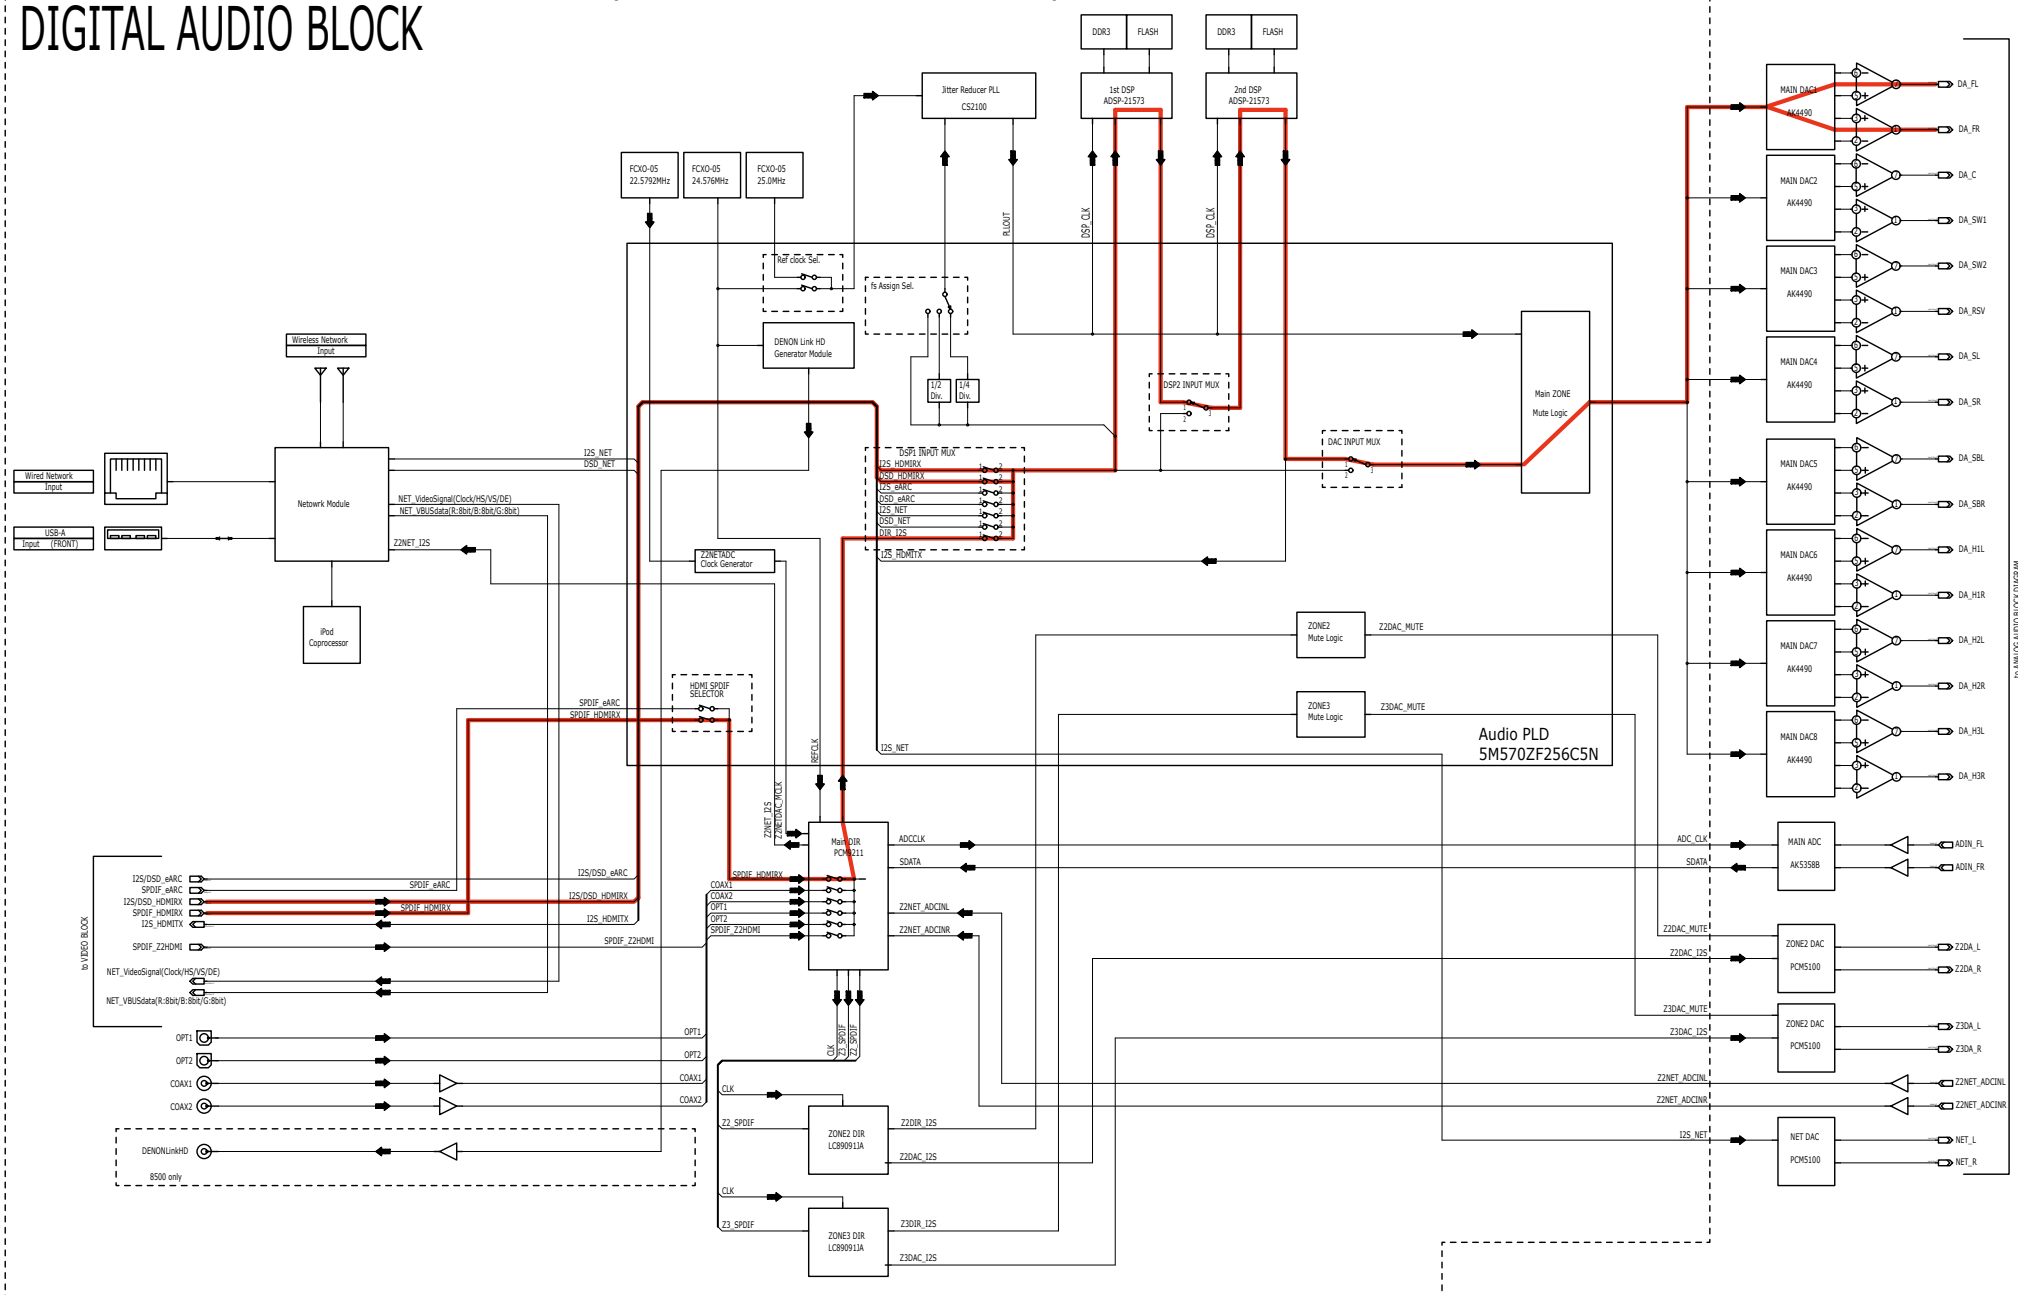 DIGITAL AUDIO BLOCK
DDR3
FLASH
DDR3
FLASH
Jitter Reducer PLL
CS2100
1st DSP
ADSP-21573
2nd DSP
ADSP-21573
FCXO-05
22.5792MHz
FCXO-05
24.576MHz
FCXO-05
25.0MHz
PLLOUT
DSP_CLK
DSP_CLK
Ref clock Sel.
fs Assign Sel.
DENON Link HD
Generator Module
1/2
Div.
1/4
Div.
DSP2 INPUT MUX
DAC INPUT MUX
Main ZONE
Mute Logic
Wireless Network
Input
Wired Network
Input
USB-A
Input (FRONT)
Netowrk Module
iPod
Coprocessor
I2S_NET
DSD_NET
NET_VideoSignal(Clock/HS/VS/DE)
NET_VBUSdata(R:8bit/B:8bit/G:8bit)
Z2NET_I2S
DSP1 INPUT MUX
I2S_HDMIRX
DSD_HDMIRX
I2S_eARC
DSD_eARC
I2S_NET
DSD_NET
DIR_I2S
I2S_HDMITX
Z2NETADC
Clock Generator
HDMI SPDIF
SELECTOR
SPDIF_eARC
SPDIF_HDMIRX
REFCLK
Z2NET_I2S
Z2NETDAC_MCLK
I2S_NET
ZONE2
Mute Logic
Z2DAC_MUTE
ZONE3
Mute Logic
Z3DAC_MUTE
Audio PLD
5M570ZF256C5N
Main DIR
PCM9211
SPDIF_HDMIRX
COAX1
COAX2
OPT1
OPT2
SPDIF_Z2HDMI
ADCCLK
SDATA
Z2NET_ADCINL
Z2NET_ADCINR
to VIDEO BLOCK
I2S/DSD_eARC
SPDIF_eARC
I2S/DSD_HDMIRX
SPDIF_HDMIRX
I2S_HDMITX
SPDIF_Z2HDMI
NET_VideoSignal(Clock/HS/VS/DE)
NET_VBUSdata(R:8bit/B:8bit/G:8bit)
SPDIF_eARC
SPDIF_HDMIRX
I2S/DSD_eARC
I2S/DSD_HDMIRX
I2S_HDMITX
SPDIF_Z2HDMI
OPT1
OPT2
COAX1
COAX2
OPT1
OPT2
COAX1
COAX2
DENONLinkHD
8500 only
CLK
Z3_SPDIF
Z2_SPDIF
CLK
Z2_SPDIF
ZONE2 DIR
LC89091JA
Z2DIR_I2S
Z2DAC_I2S
CLK
Z3_SPDIF
ZONE3 DIR
LC89091JA
Z3DIR_I2S
Z3DAC_I2S
MAIN DAC1
AK4490
DA_FL
DA_FR
MAIN DAC2
AK4490
DA_C
DA_SW1
MAIN DAC3
AK4490
DA_SW2
DA_RSV
MAIN DAC4
AK4490
DA_SL
DA_SR
MAIN DAC5
AK4490
DA_SBL
DA_SBR
MAIN DAC6
AK4490
DA_H1L
DA_H1R
MAIN DAC7
AK4490
DA_H2L
DA_H2R
MAIN DAC8
AK4490
DA_H3L
DA_H3R
ADC_CLK
SDATA
MAIN ADC
AK5358B
ADIN_FL
ADIN_FR
Z2DAC_MUTE
Z2DAC_I2S
ZONE2 DAC
PCM5100
Z2DA_L
Z2DA_R
Z3DAC_MUTE
Z3DAC_I2S
ZONE2 DAC
PCM5100
Z3DA_L
Z3DA_R
Z2NET_ADCINL
Z2NET_ADCINR
Z2NET_ADCINL
Z2NET_ADCINR
I2S_NET
NET DAC
PCM5100
NET_L
NET_R
to ANALOG AUDIO BLOCK DIAGRAM